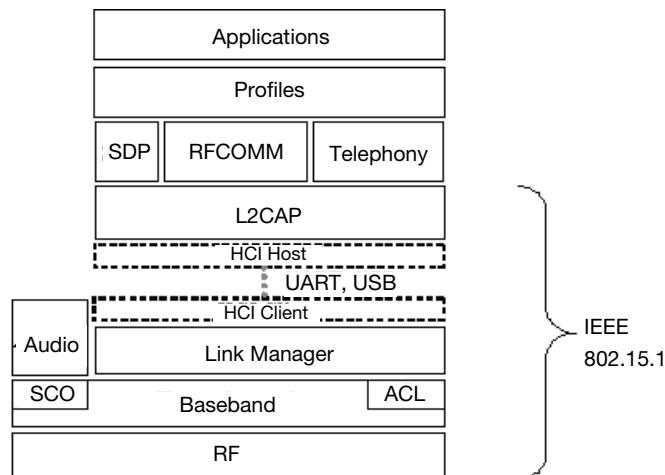 Applications
Profiles
SDP RFCOMM Telephony
L2CAP
HCI Host
UART, USB
HCI Client
Audio
Link Manager
IEEE
802.15.1
SCO
Baseband
ACL
RF